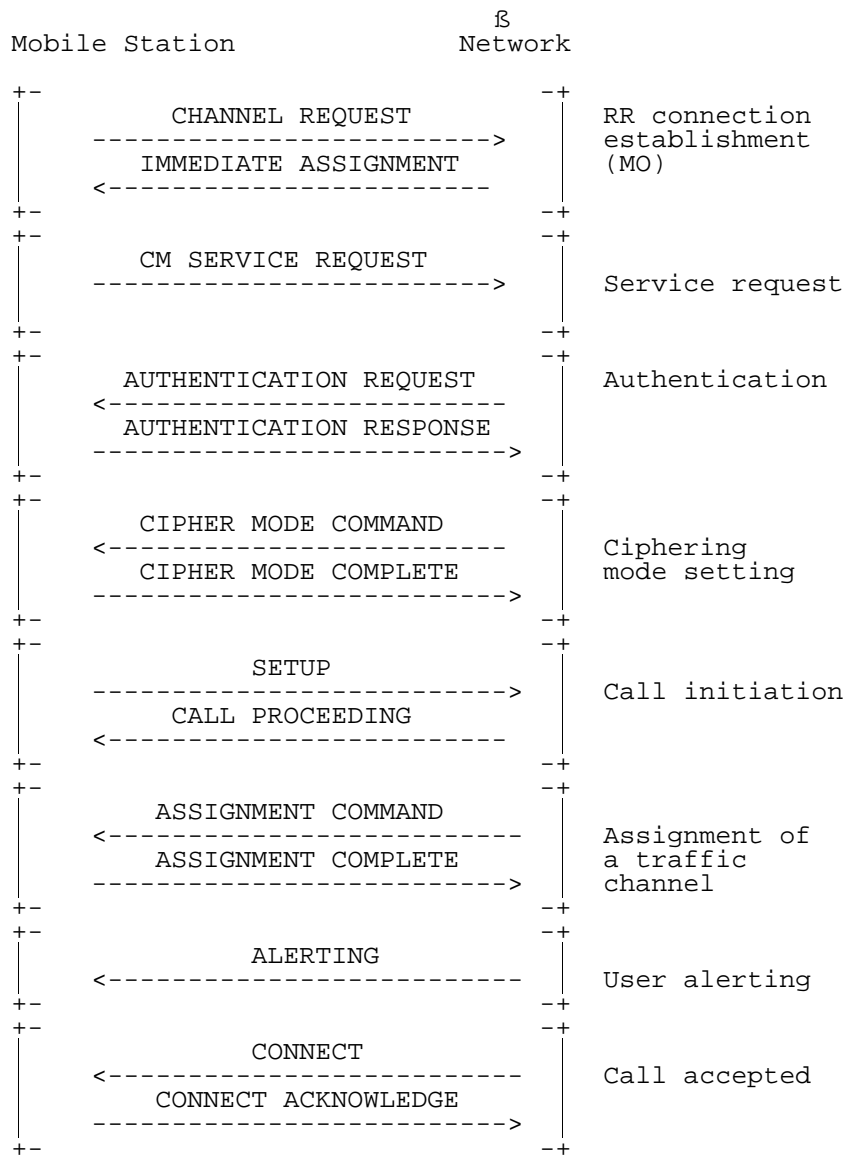 ß
Mobile Station Network
CHANNEL REQUEST RR connection
establishment
IMMEDIATE ASSIGNMENT (MO)
CM SERVICE REQUEST
Service request
AUTHENTICATION REQUEST Authentication
AUTHENTICATION RESPONSE
CIPHER MODE COMMAND
Ciphering
CIPHER MODE COMPLETE mode setting
SETUP
Call initiation
CALL PROCEEDING
ASSIGNMENT COMMAND
Assignment of
ASSIGNMENT COMPLETE a traffic
channel
ALERTING
User alerting
CONNECT
Call accepted
CONNECT ACKNOWLEDGE